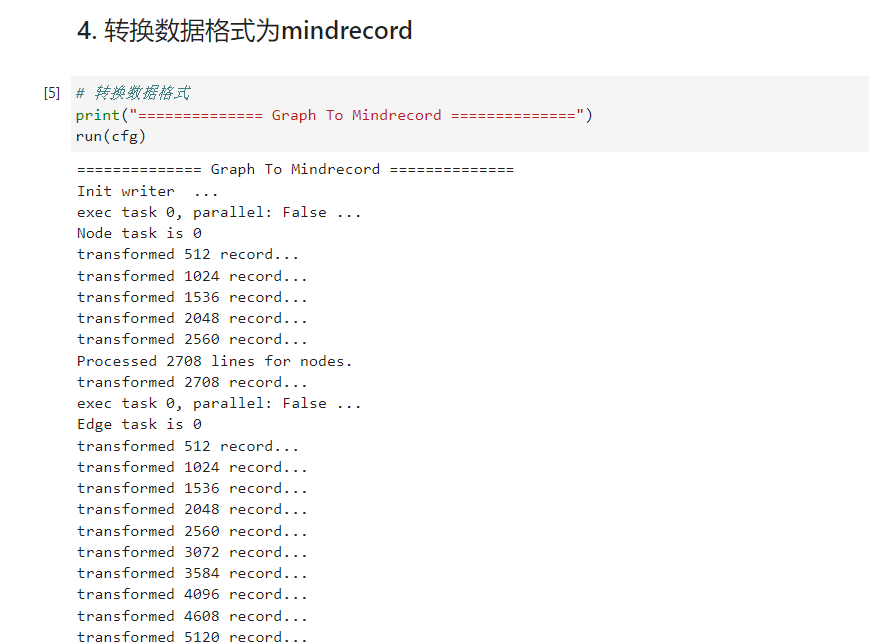 4. 转换数据格式为mindrecord
[5] # 转换数据格式
print("============== Graph To Mindrecord ==============")
run(cfg)
============== Graph To Mindrecord ==============
Init writer  ...
exec task 0, parallel: False ...
Node task is 0
transformed 512 record...
transformed 1024 record...
transformed 1536 record...
transformed 2048 record...
transformed 2560 record...
Processed 2708 lines for nodes.
transformed 2708 record...
exec task 0, parallel: False ...
Edge task is 0
transformed 512 record...
transformed 1024 record...
transformed 1536 record...
transformed 2048 record...
transformed 2560 record...
transformed 3072 record...
transformed 3584 record...
transformed 4096 record...
transformed 4608 record...
transformed 5120 record...